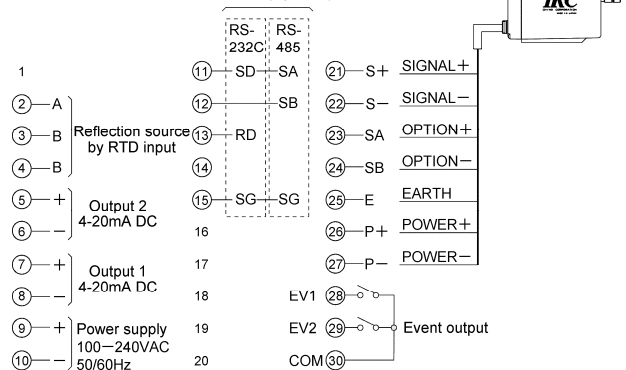 IRC
RS-232C RS-485
1
11 SD SA 21 S+ SIGNAL+
2 A 12 SB 22 S- SIGNAL-
3 B Reflection source by RTD input 13 RD 23 SA OPTION+
4 B 14 24 SB OPTION-
5 + Output 2 4-20mA DC 15 SG SG 25 E EARTH
6 - 16 26 P+ POWER+
7 + Output 1 4-20mA DC 17 27 P- POWER-
8 - 18 EV1 28
9 + Power supply 100-240VAC 50/60Hz 19 EV2 29 Event output
10 - 20 COM 30